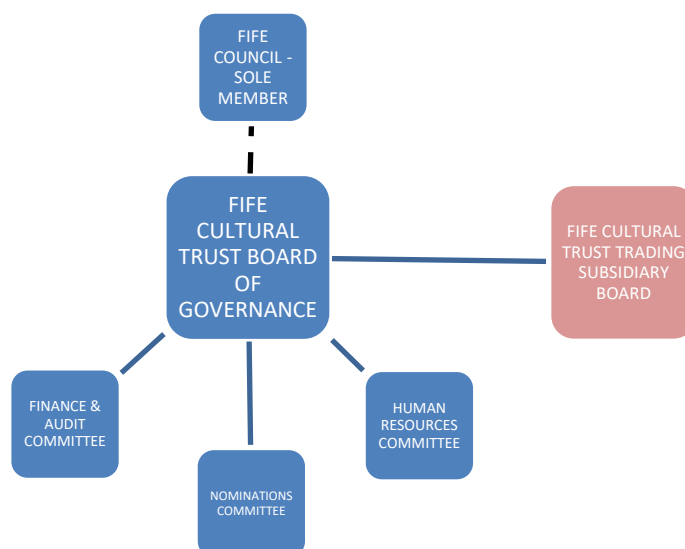 FIFE
COUNCIL -
SOLE
MEMBER
FIFE
CULTURAL
TRUST BOARD
OF
GOVERNANCE
FIFE CULTURAL
TRUST TRADING
SUBSIDIARY
BOARD
FINANCE &
AUDIT
COMMITTEE
HUMAN
RESOURCES
COMMITTEE
NOMINATIONS
COMMITTEE